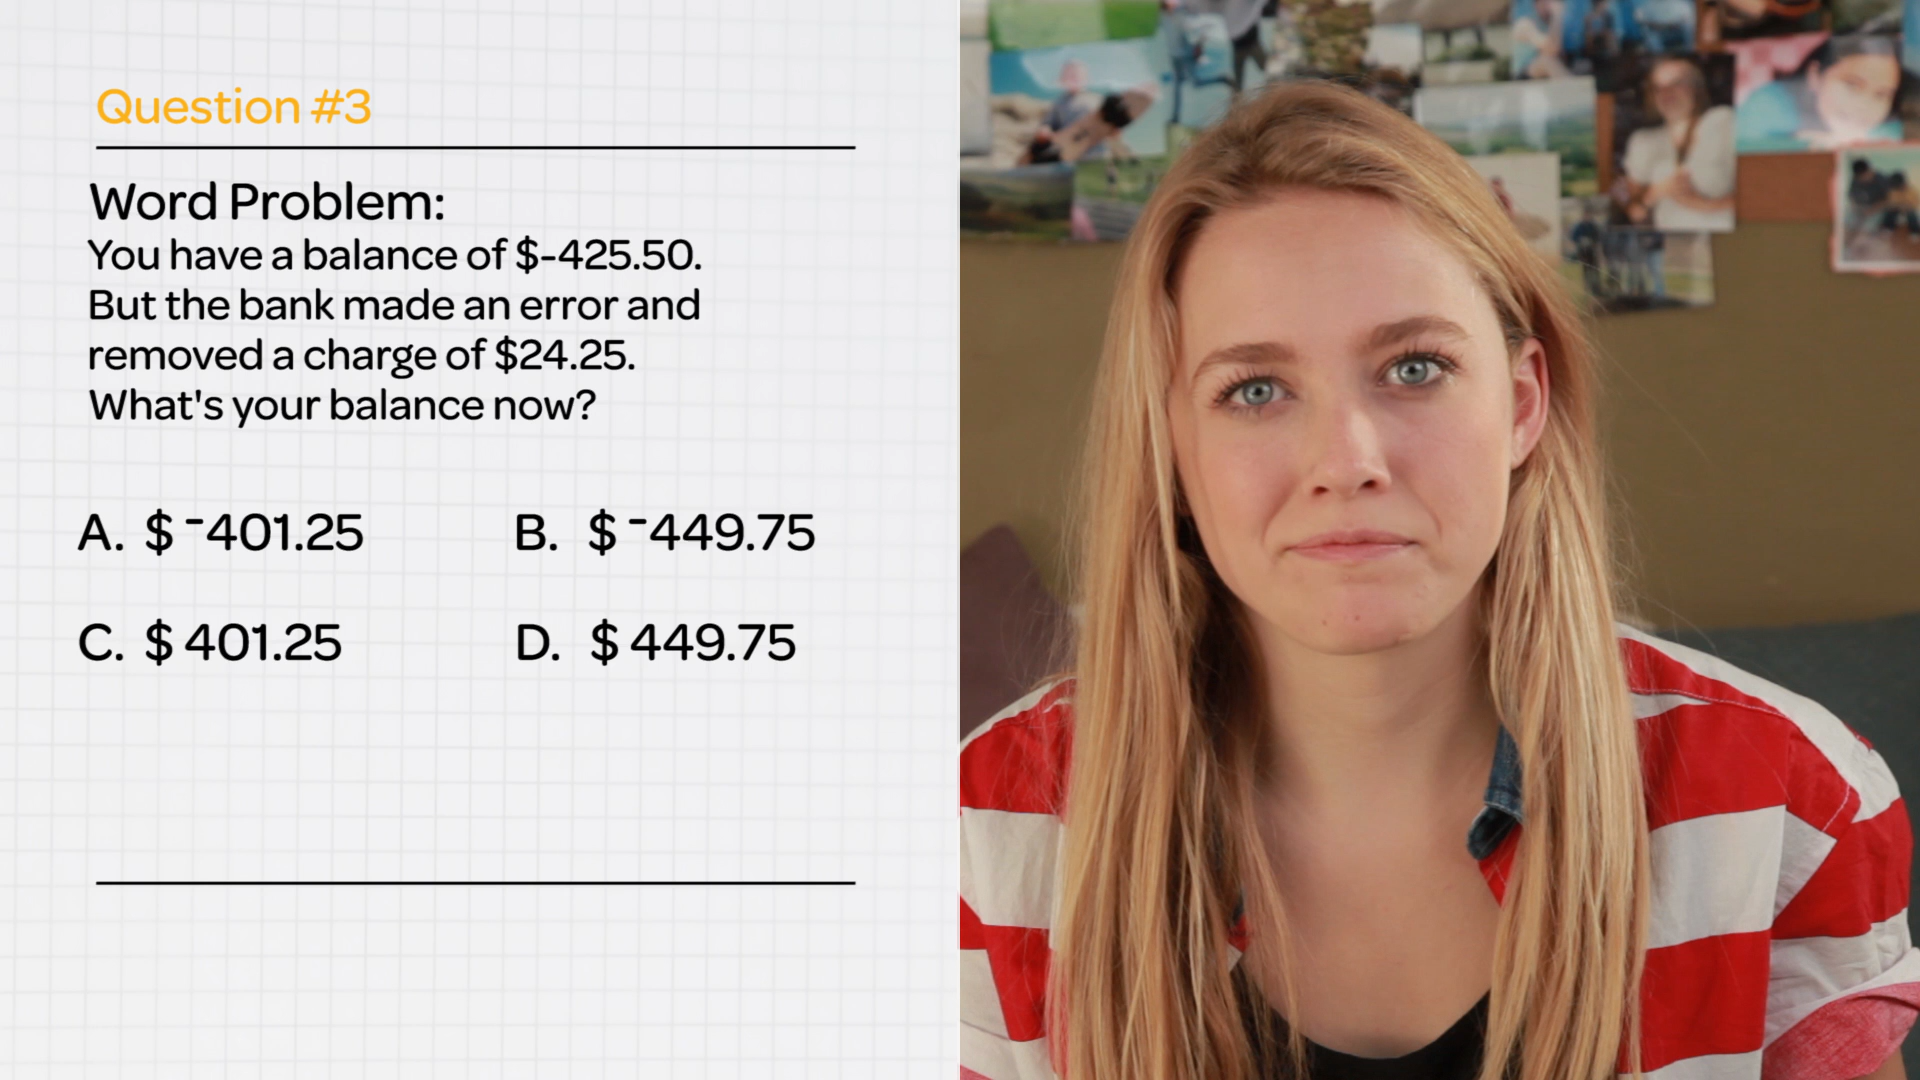 Question #3
Word Problem:
You have a balance of $-425.50.
But the bank made an error and
removed a charge of $24.25.
What's your balance now?
A. $ ⁻401.25
B. $ ⁻449.75
C. $ 401.25
D. $ 449.75